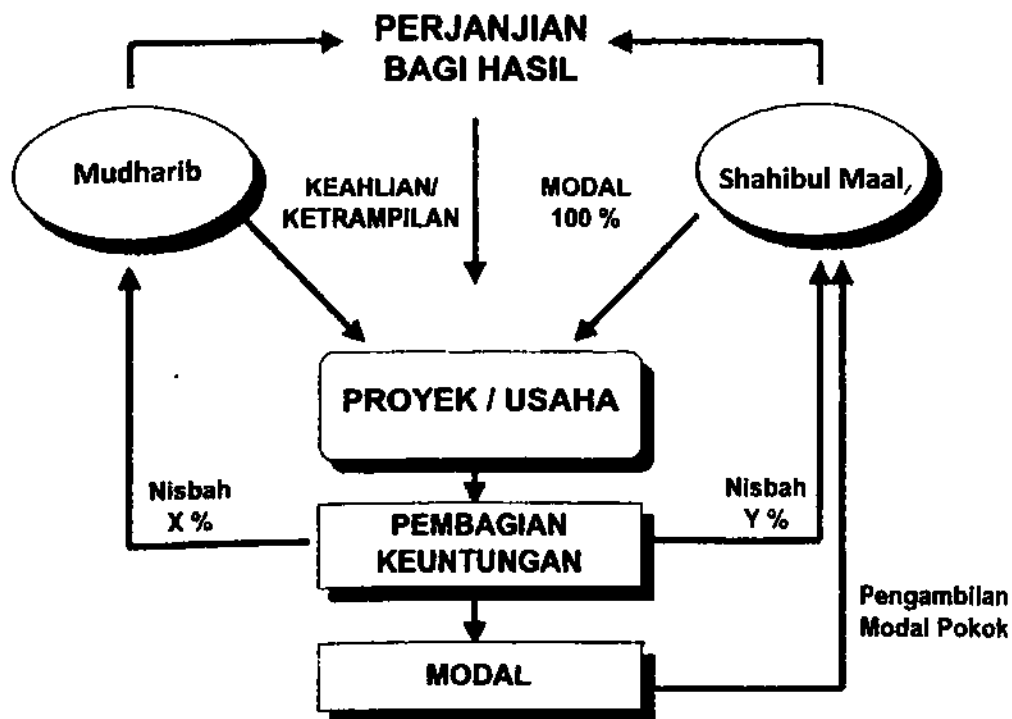 PERJANJIAN
BAGI HASIL
Mudharib
Shahibul Maal,
KEAHLIAN/
KETRAMPILAN
MODAL
100 %
PROYEK / USAHA
Nisbah
X %
PEMBAGIAN
KEUNTUNGAN
Nisbah
Y %
Pengambilan
Modal Pokok
MODAL